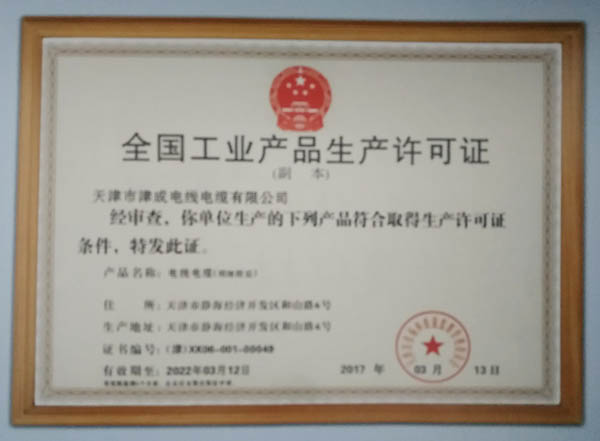 全国工业产品生产许可证
(副 本)
天津市津成电线电缆有限公司
经审查，你单位生产的下列产品符合取得生产许可证
条件，特发此证。
产品名称：电线电缆
住 所：天津市静海经济开发区和山路4号
生产地址：天津市静海经济开发区和山路4号
证书编号：(津)XK06-001-00049
有效期至：2022年03月12日
2017 年 03 月 13日